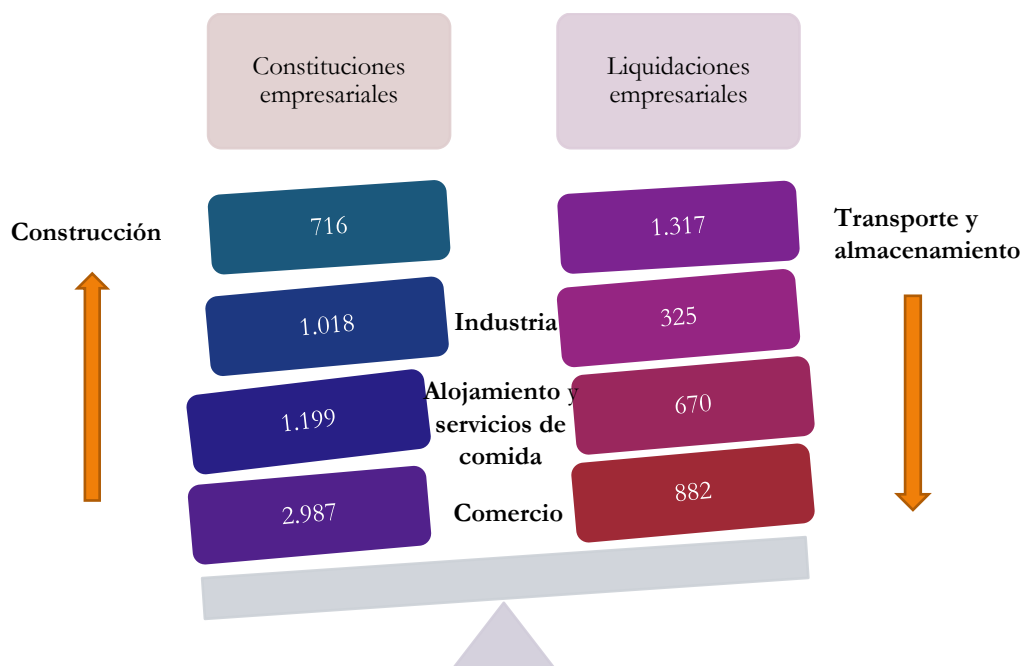 Constituciones
empresariales
Liquidaciones
empresariales
Construcción
716
1.317
Transporte y
almacenamiento
1.018
Industria
325
1.199
Alojamiento y
servicios de
comida
670
2.987
Comercio
882